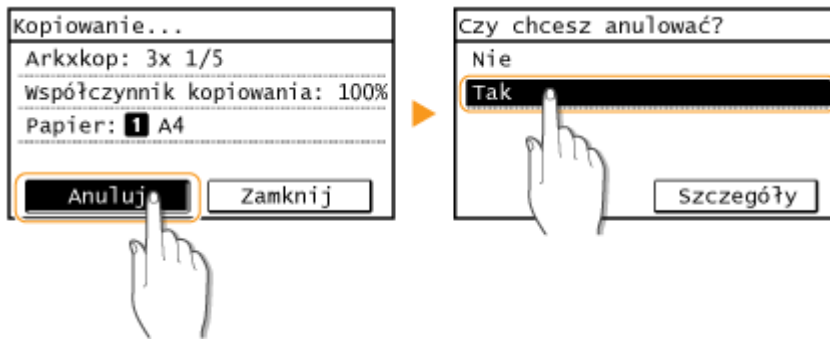 Kopiowanie...
Arkxkop: 3x 1/5
Współczynnik kopiowania: 100%
Papier: 1 A4
Anuluj
Zamknij
Czy chcesz anulować?
Nie
Tak
Szczegóły